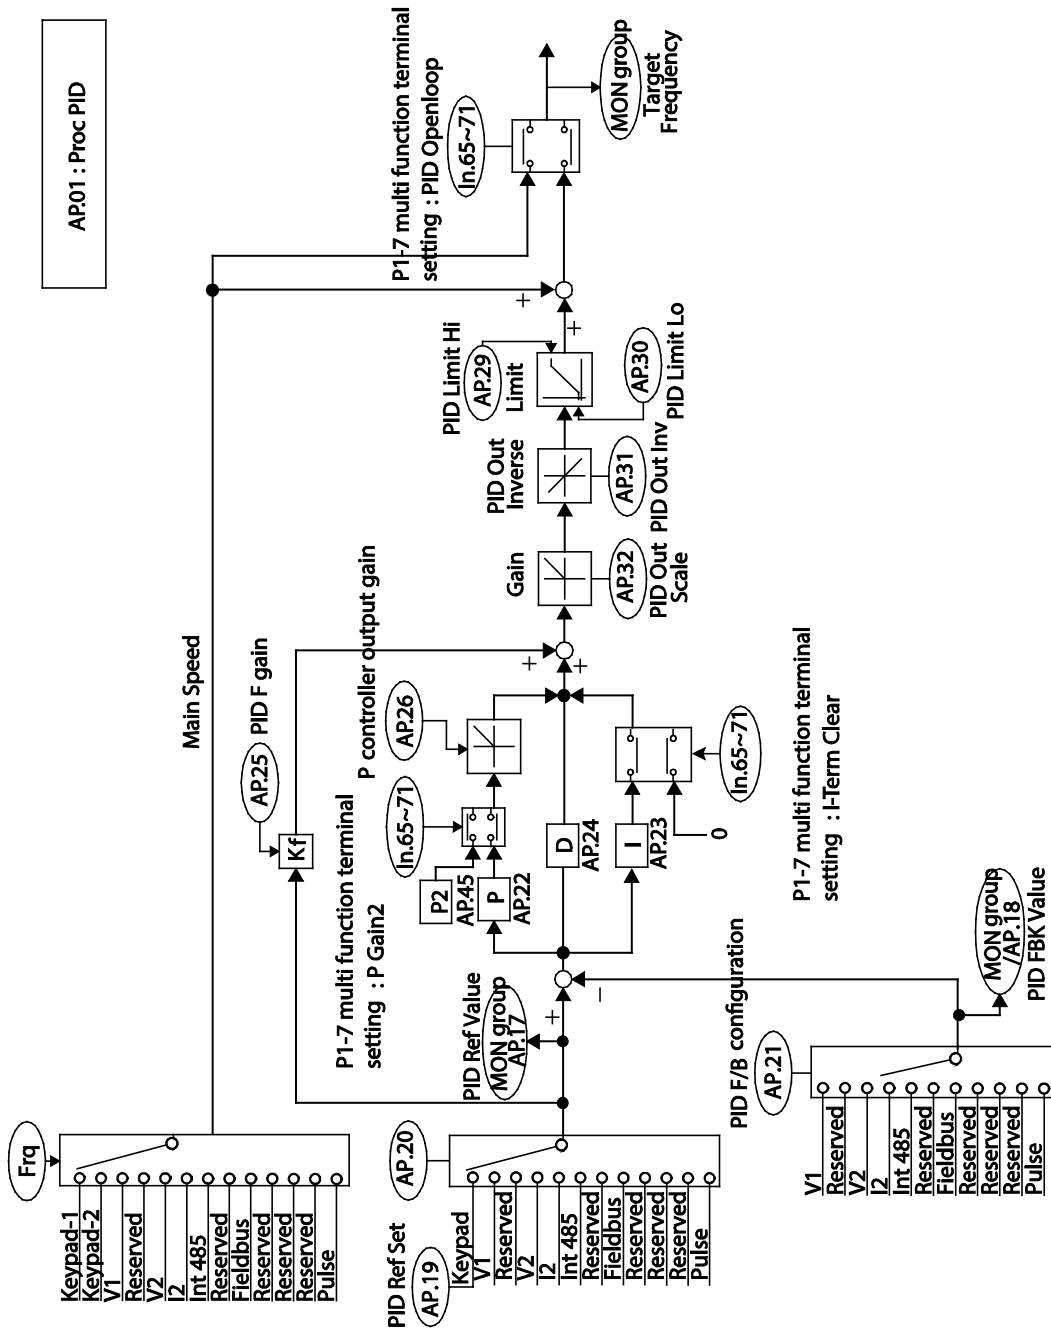 AP.01 : Proc PID
Frq
Keypad-1
Keypad-2
V1
Reserved
V2
I2
Int 485
Reserved
Fieldbus
Reserved
Reserved
Reserved
Pulse
Main Speed
AP.25
PID F gain
Kf
PID Ref Set
AP.19
AP.20
Keypad
V1
Reserved
V2
I2
Int 485
Reserved
Fieldbus
Reserved
Reserved
Reserved
Pulse
PID Ref Value
MON group
AP.17
+
−
P1-7 multi function terminal
setting : P Gain2
In.65~71
P2
AP.45
P
AP.22
P controller output gain
AP.26
D
AP.24
I
AP.23
0
In.65~71
P1-7 multi function terminal
setting : I-Term Clear
+
+
Gain
AP.32
PID Out
Scale
PID Out
Inverse
AP.31
PID Out Inv
PID Limit Hi
AP.29
Limit
AP.30
PID Limit Lo
+
+
P1-7 multi function terminal
setting : PID Openloop
In.65~71
MON group
Target
Frequency
PID F/B configuration
AP.21
V1
Reserved
V2
I2
Int 485
Reserved
Fieldbus
Reserved
Reserved
Reserved
Pulse
MON group
/AP.18
PID FBK Value